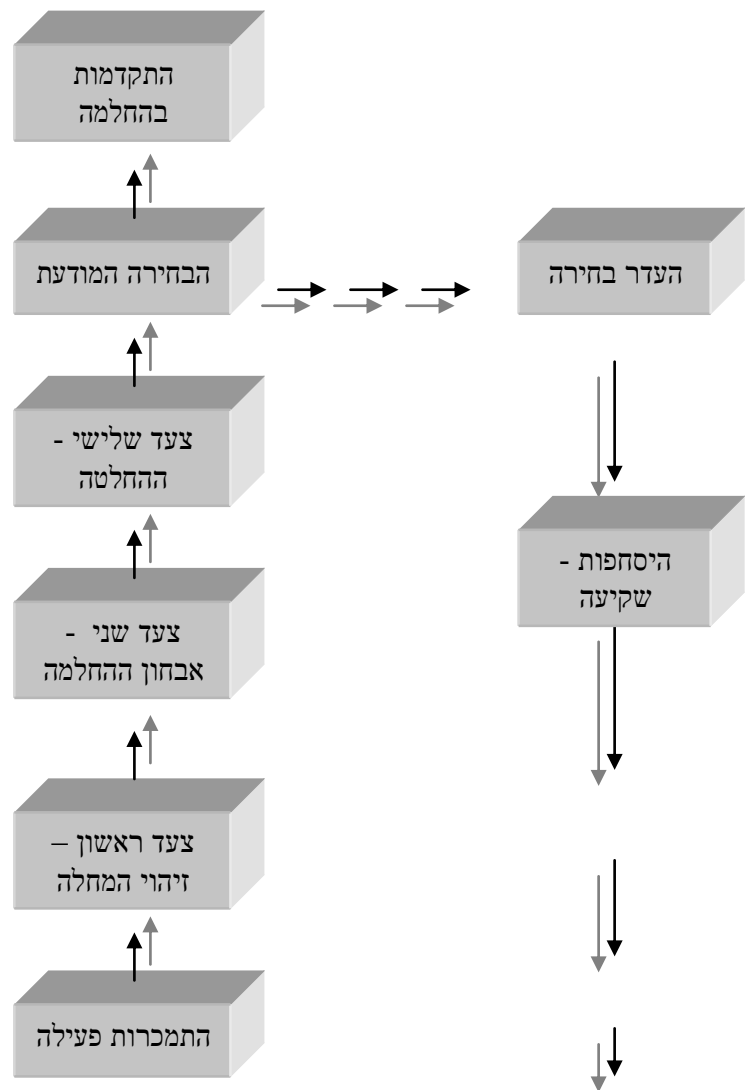 התקדמות
בהחלמה
הבחירה המודעת
העדר בחירה
צעד שלישי -
ההחלטה
היסחפות -
שקיעה
צעד שני -
אבחון ההחלמה
צעד ראשון –
זיהוי המחלה
התמכרות פעילה